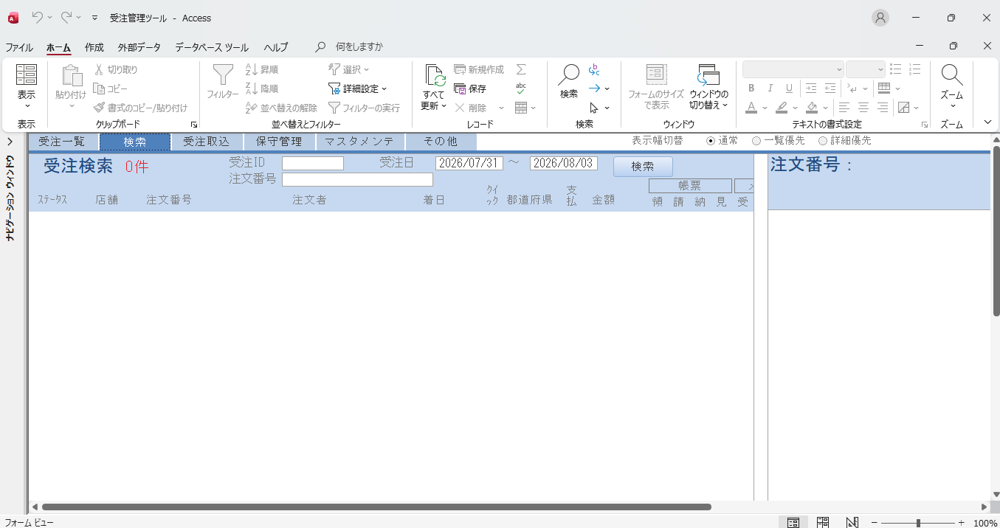 受注管理ツール - Access
ファイル ホーム 作成 外部データ データベース ツール ヘルプ 何をしますか
表示
表示
貼り付け
切り取り
コピー
書式のコピー/貼り付け
クリップボード
フィルター
昇順
降順
並べ替えの解除
選択
詳細設定
フィルターの実行
並べ替えとフィルター
すべて
更新
新規作成
保存
削除
レコード
検索
検索
フォームのサイズ
で表示
ウィンドウの
切り替え
ウィンドウ
B I U
A
テキストの書式設定
ズーム
ズーム
ナビゲーション ウィンドウ
受注一覧 検索 受注取込 保守管理 マスタメンテ その他 表示幅切替 通常 一覧優先 詳細優先
受注検索 0件 受注ID 受注日 2026/07/31 ～ 2026/08/03 検索
注文番号
帳票
ステータス 店舗 注文番号 注文者 着日 クイック 都道府県 支払 金額 領 請 納 見 受
注文番号：
フォーム ビュー 100%